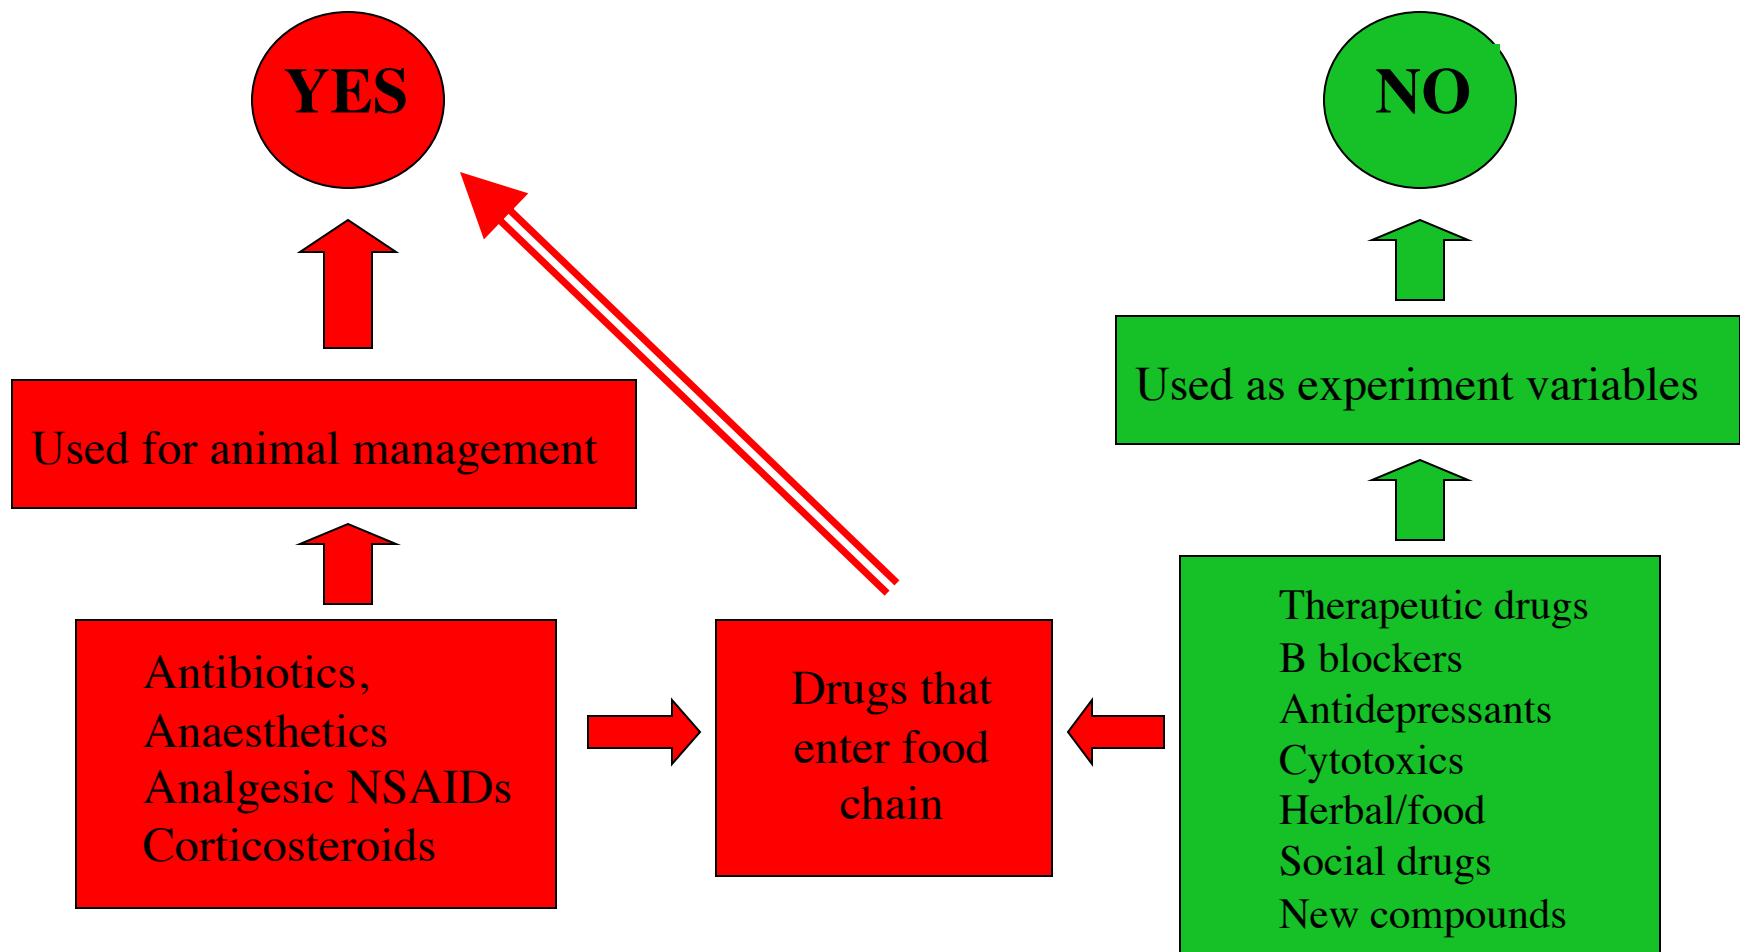 YES
NO
Used for animal management
Used as experiment variables
Antibiotics,
Anaesthetics
Analgesic NSAIDs
Corticosteroids
Drugs that
enter food
chain
Therapeutic drugs
B blockers
Antidepressants
Cytotoxics
Herbal/food
Social drugs
New compounds